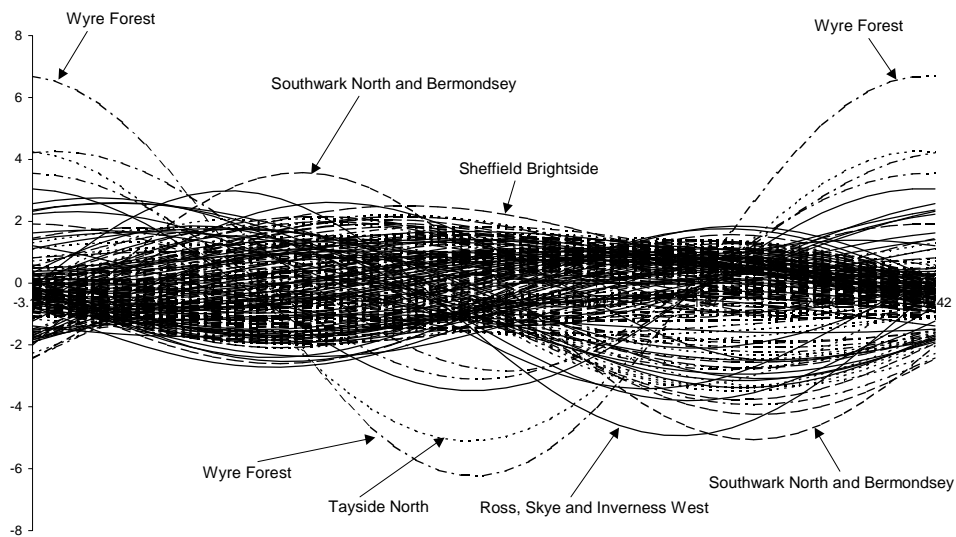 Wyre Forest
Wyre Forest
8
Southwark North and Bermondsey
6
Sheffield Brightside
4
2
0
-3.
42
-2
-4
Wyre Forest
-6
Tayside North
Ross, Skye and Inverness West
Southwark North and Bermondsey
-8